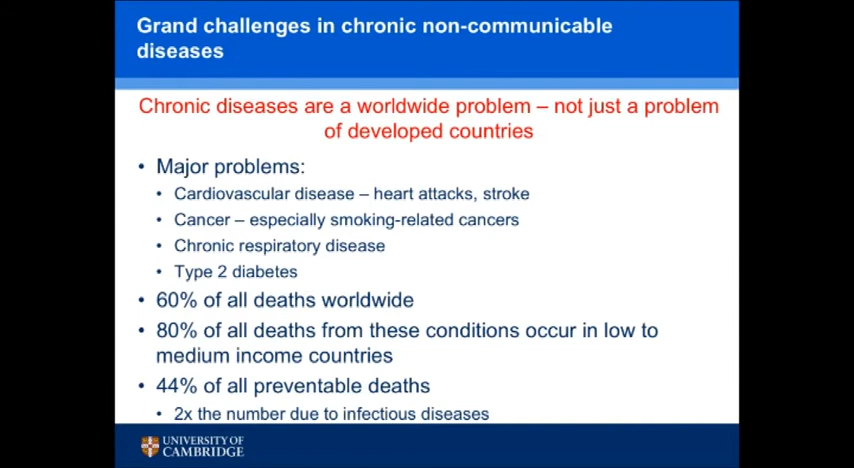 Grand challenges in chronic non-communicable
diseases
Chronic diseases are a worldwide problem – not just a problem
of developed countries
• Major problems:
• Cardiovascular disease – heart attacks, stroke
• Cancer – especially smoking-related cancers
• Chronic respiratory disease
• Type 2 diabetes
• 60% of all deaths worldwide
• 80% of all deaths from these conditions occur in low to
medium income countries
• 44% of all preventable deaths
• 2x the number due to infectious diseases
UNIVERSITY OF
CAMBRIDGE